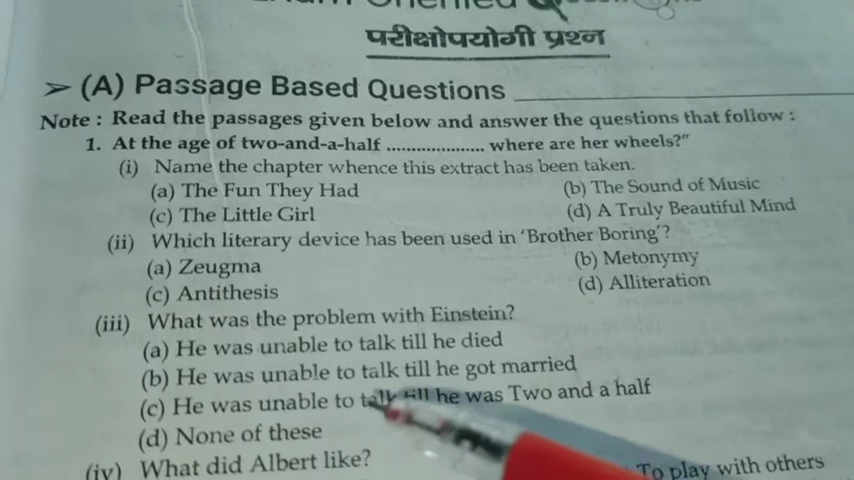 परीक्षोपयोगी प्रश्न
➢ (A) Passage Based Questions
Note : Read the passages given below and answer the questions that follow :
1. At the age of two-and-a-half .................... where are her wheels?"
(i) Name the chapter whence this extract has been taken.
(a) The Fun They Had (b) The Sound of Music
(c) The Little Girl (d) A Truly Beautiful Mind
(ii) Which literary device has been used in 'Brother Boring'?
(a) Zeugma (b) Metonymy
(c) Antithesis (d) Alliteration
(iii) What was the problem with Einstein?
(a) He was unable to talk till he died
(b) He was unable to talk till he got married
(c) He was unable to talk till he was Two and a half
(d) None of these
(iv) What did Albert like?
To play with others